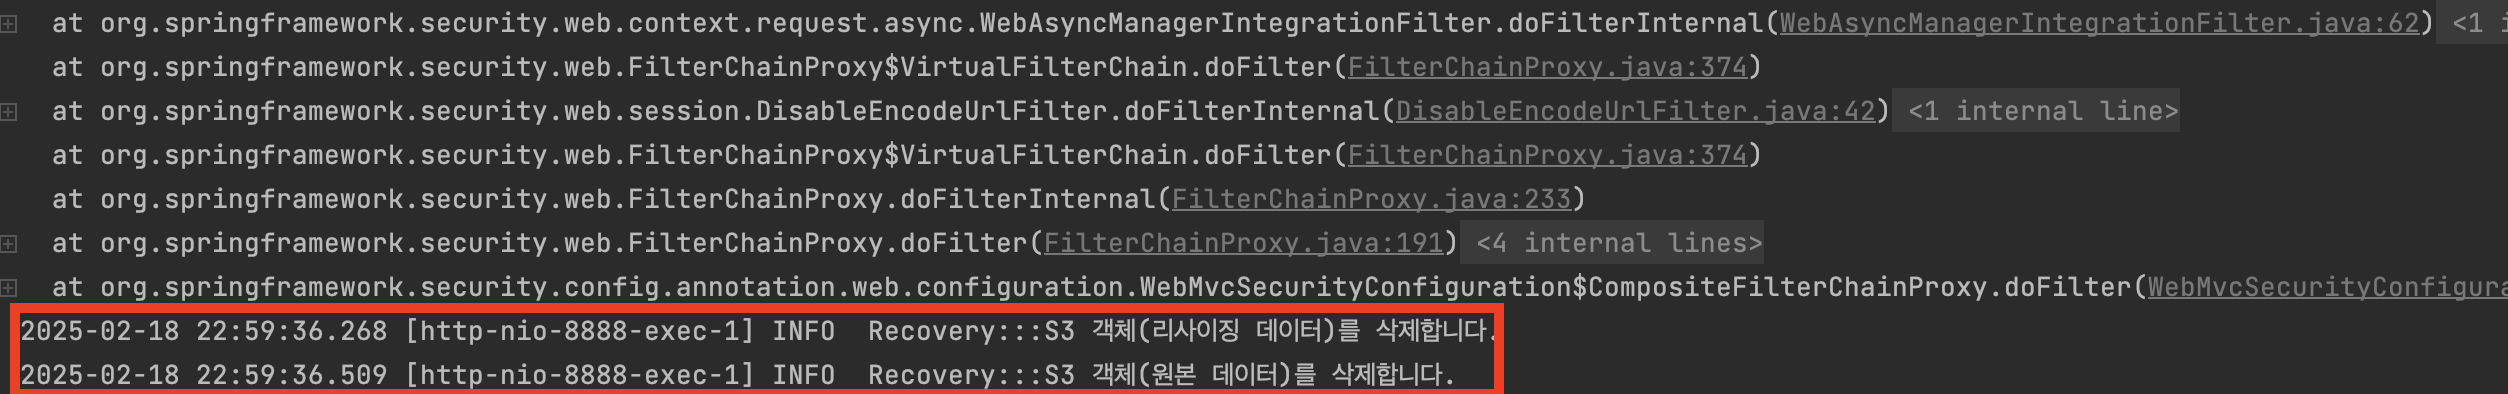 at org.springframework.security.web.context.request.async.WebAsyncManagerIntegrationFilter.doFilterInternal(WebAsyncManagerIntegrationFilter.java:62) <1
at org.springframework.security.web.FilterChainProxy$VirtualFilterChain.doFilter(FilterChainProxy.java:374)
at org.springframework.security.web.session.DisableEncodeUrlFilter.doFilterInternal(DisableEncodeUrlFilter.java:42) <1 internal line>
at org.springframework.security.web.FilterChainProxy$VirtualFilterChain.doFilter(FilterChainProxy.java:374)
at org.springframework.security.web.FilterChainProxy.doFilterInternal(FilterChainProxy.java:233)
at org.springframework.security.web.FilterChainProxy.doFilter(FilterChainProxy.java:191) <4 internal lines>
at org.springframework.security.config.annotation.web.configuration.WebMvcSecurityConfiguration$CompositeFilterChainProxy.doFilter(WebMvcSecurityConfigura
2025-02-18 22:59:36.268 [http-nio-8888-exec-1] INFO  Recovery:::S3 객체(리사이징 데이터)를 삭제합니다.
2025-02-18 22:59:36.509 [http-nio-8888-exec-1] INFO  Recovery:::S3 객체(원본 데이터)를 삭제합니다.